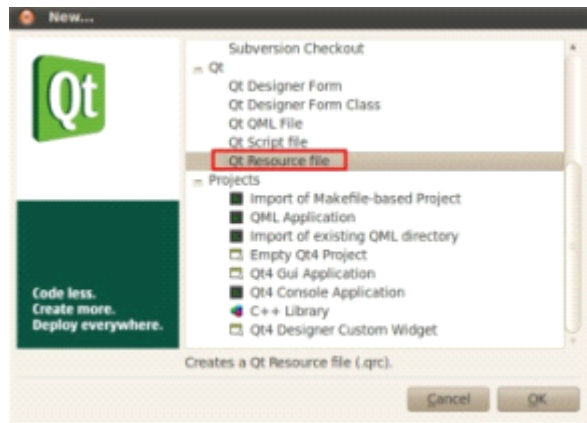 New...
Qt
Subversion Checkout
Qt
Qt Designer Form
Qt Designer Form Class
Qt QML File
Qt Script file
Qt Resource file
Projects
Import of Makefile-based Project
QML Application
Import of existing QML directory
Empty Qt4 Project
Qt4 Gui Application
Qt4 Console Application
C++ Library
Qt4 Designer Custom Widget
Code less.
Create more.
Deploy everywhere.
Creates a Qt Resource file (.qrc).
Cancel OK